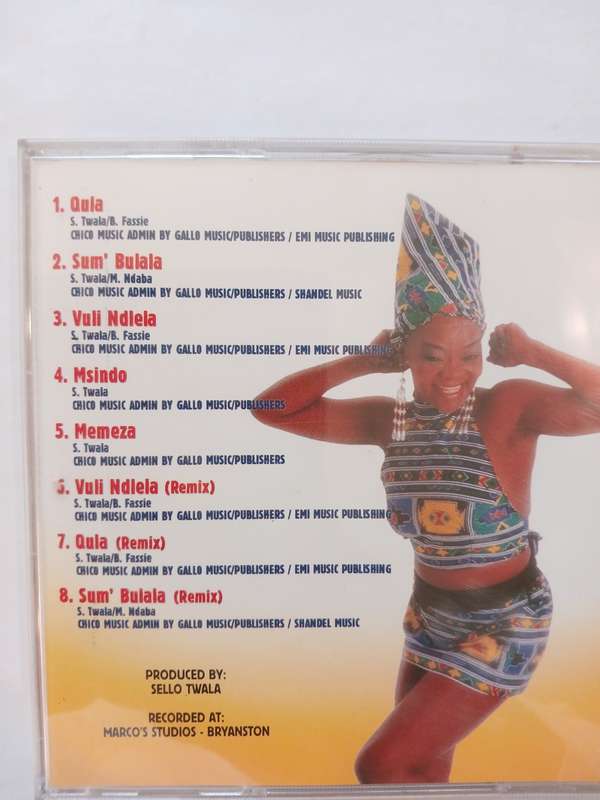 1. Qula
S. Twala/B. Fassie
CHICO MUSIC ADMIN BY GALLO MUSIC/PUBLISHERS / EMI MUSIC PUBLISHING
2. Sum' Bulala
S. Twala/M. Ndaba
CHICO MUSIC ADMIN BY GALLO MUSIC/PUBLISHERS / SHANDEL MUSIC
3. Vuli Ndlela
S. Twala/B. Fassie
CHICO MUSIC ADMIN BY GALLO MUSIC/PUBLISHERS / EMI MUSIC PUBLISHING
4. Msindo
S. Twala
CHICO MUSIC ADMIN BY GALLO MUSIC/PUBLISHERS
5. Memeza
S. Twala
CHICO MUSIC ADMIN BY GALLO MUSIC/PUBLISHERS
6. Vuli Ndlela (Remix)
S. Twala/B. Fassie
CHICO MUSIC ADMIN BY GALLO MUSIC/PUBLISHERS / EMI MUSIC PUBLISHING
7. Qula (Remix)
S. Twala/B. Fassie
CHICO MUSIC ADMIN BY GALLO MUSIC/PUBLISHERS / EMI MUSIC PUBLISHING
8. Sum' Bulala (Remix)
S. Twala/M. Ndaba
CHICO MUSIC ADMIN BY GALLO MUSIC/PUBLISHERS / SHANDEL MUSIC
PRODUCED BY:
SELLO TWALA
RECORDED AT:
MARCO'S STUDIOS - BRYANSTON